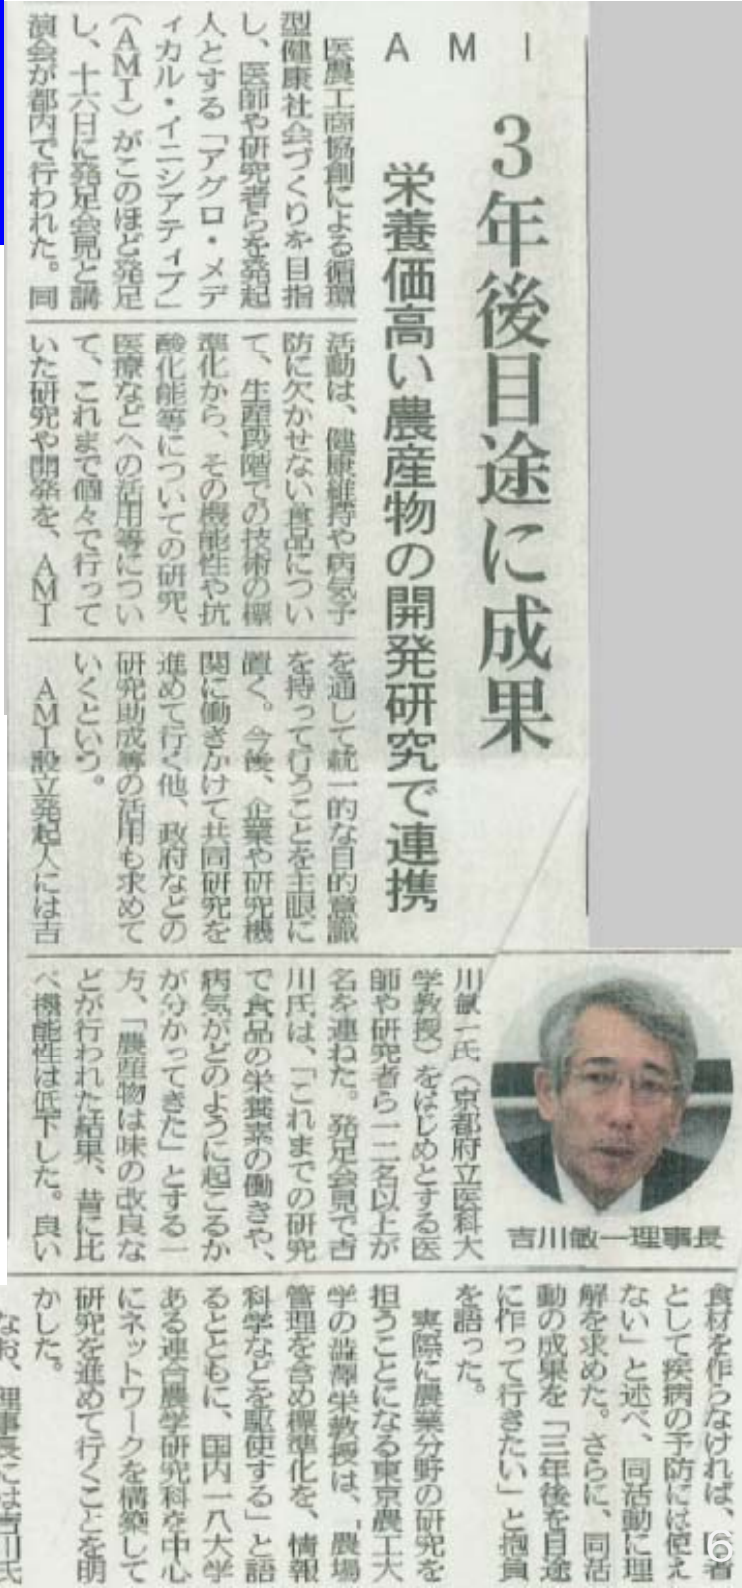 AMI
3年後目途に成果
栄養価高い農産物の開発研究で連携
医農工商協創による循環
型健康社会づくりを目指
し、医師や研究者らを発起
人とする「アグロ・メデ
ィカル・イニシアティブ」
（AMI）がこのほど発足
し、十六日に発足会見と講
演会が都内で行われた。同
活動は、健康維持や病気予
防に欠かせない食品につい
て、生産段階での技術の標
準化から、その機能性や抗
酸化能等についての研究、
医療などへの活用等につい
て、これまで個々で行って
いた研究や開発を、AMI
を通して統一的な目的意識
を持って行うことを主眼に
置く。今後、企業や研究機
関に働きかけて共同研究を
進めて行く他、政府などの
研究助成等の活用も求めて
いくという。
AMI設立発起人には吉
川敏一氏（京都府立医科大
学教授）をはじめとする医
師や研究者ら一二名以上が
名を連ねた。発足会見で吉
川氏は、「これまでの研究
で食品の栄養素の働きや、
病気がどのように起こるか
が分かってきた」とする一
方、「農産物は味の改良な
どが行われた結果、昔に比
べ機能性は低下した。良い
吉川敏一理事長
食材を作らなければ、医者
として疾病の予防には使え
ない」と述べ、同活動に理
解を求めた。さらに、同活
動の成果を「三年後を目途
に作って行きたい」と抱負
を語った。
実際に農業分野の研究を
担うことになる東京農工大
学の澁澤栄教授は、「農場
管理を含め標準化を、情報
科学などを駆使する」と語
るとともに、国内一八大学
ある連合農学研究科を中心
にネットワークを構築して
研究を進めて行くことを明
かした。
なお、理事長には吉川氏
6